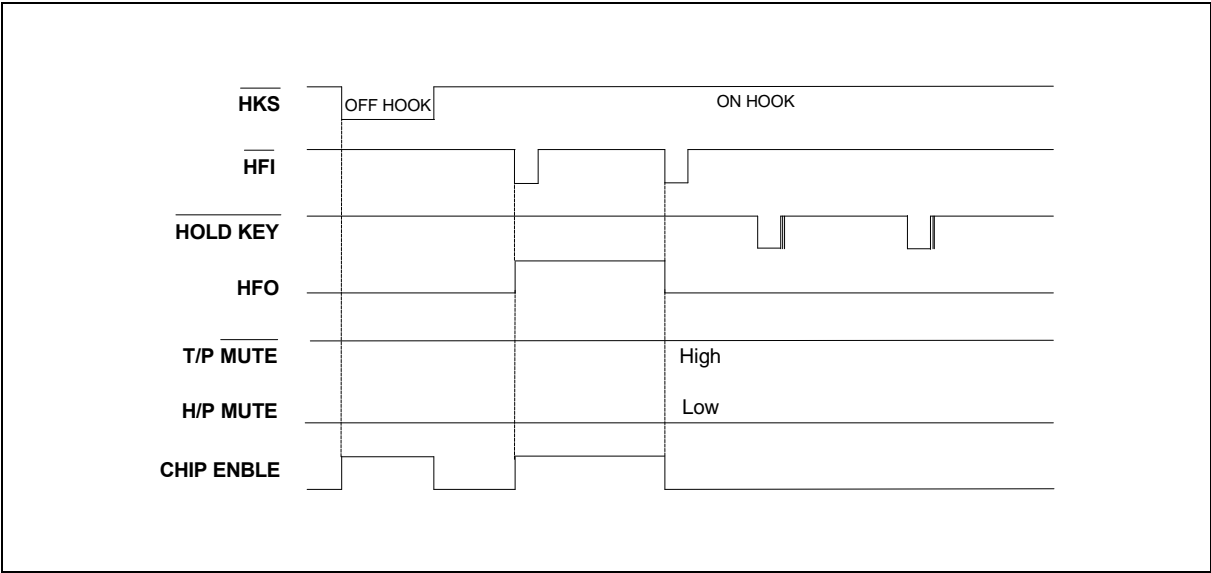 HKS
OFF HOOK
ON HOOK
HFI
HOLD KEY
HFO
T/P MUTE
High
H/P MUTE
Low
CHIP ENBLE